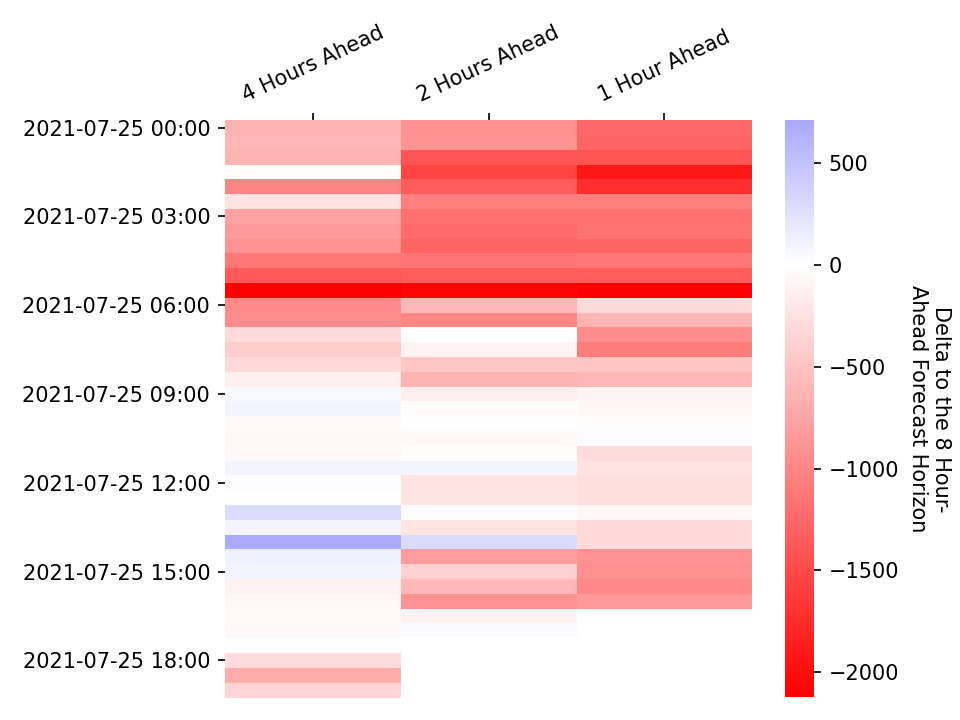 4 Hours Ahead
2 Hours Ahead
1 Hour Ahead
2021-07-25 00:00
2021-07-25 03:00
2021-07-25 06:00
2021-07-25 09:00
2021-07-25 12:00
2021-07-25 15:00
2021-07-25 18:00
500
0
−500
−1000
−1500
−2000
Delta to the 8 Hour-
Ahead Forecast Horizon